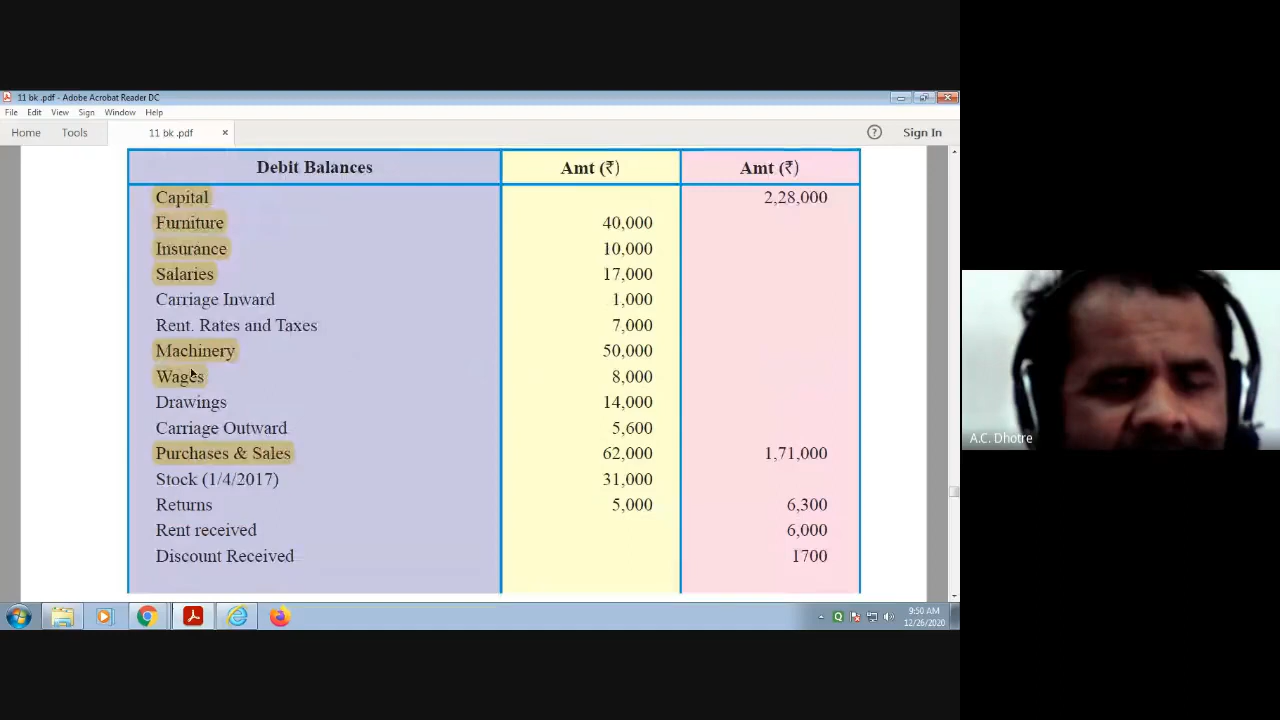 11 bk .pdf - Adobe Acrobat Reader DC
File Edit View Sign Window Help
Home Tools 11 bk .pdf × ? Sign In
Debit Balances Amt (₹) Amt (₹)
Capital 2,28,000
Furniture 40,000
Insurance 10,000
Salaries 17,000
Carriage Inward 1,000
Rent. Rates and Taxes 7,000
Machinery 50,000
Wages 8,000
Drawings 14,000
Carriage Outward 5,600
Purchases & Sales 62,000 1,71,000
Stock (1/4/2017) 31,000
Returns 5,000 6,300
Rent received 6,000
Discount Received 1700
A.C. Dhotre
9:50 AM
12/26/2020